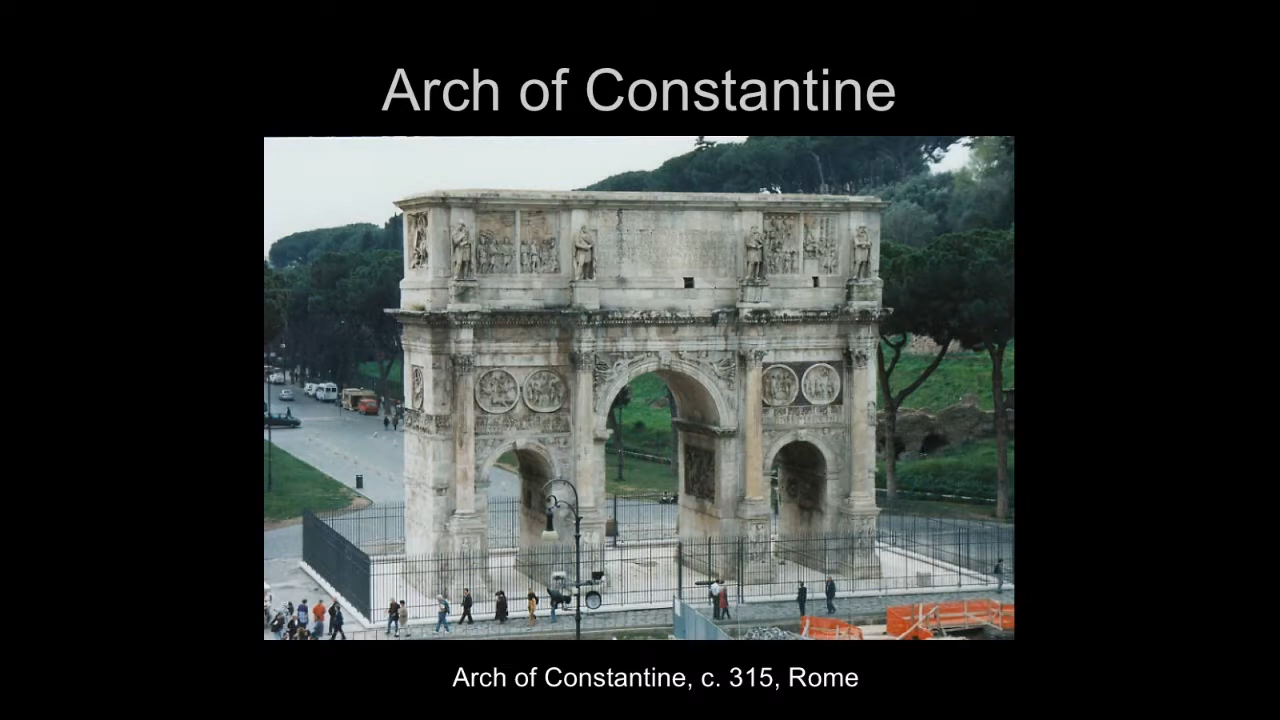 Arch of Constantine
Arch of Constantine, c. 315, Rome